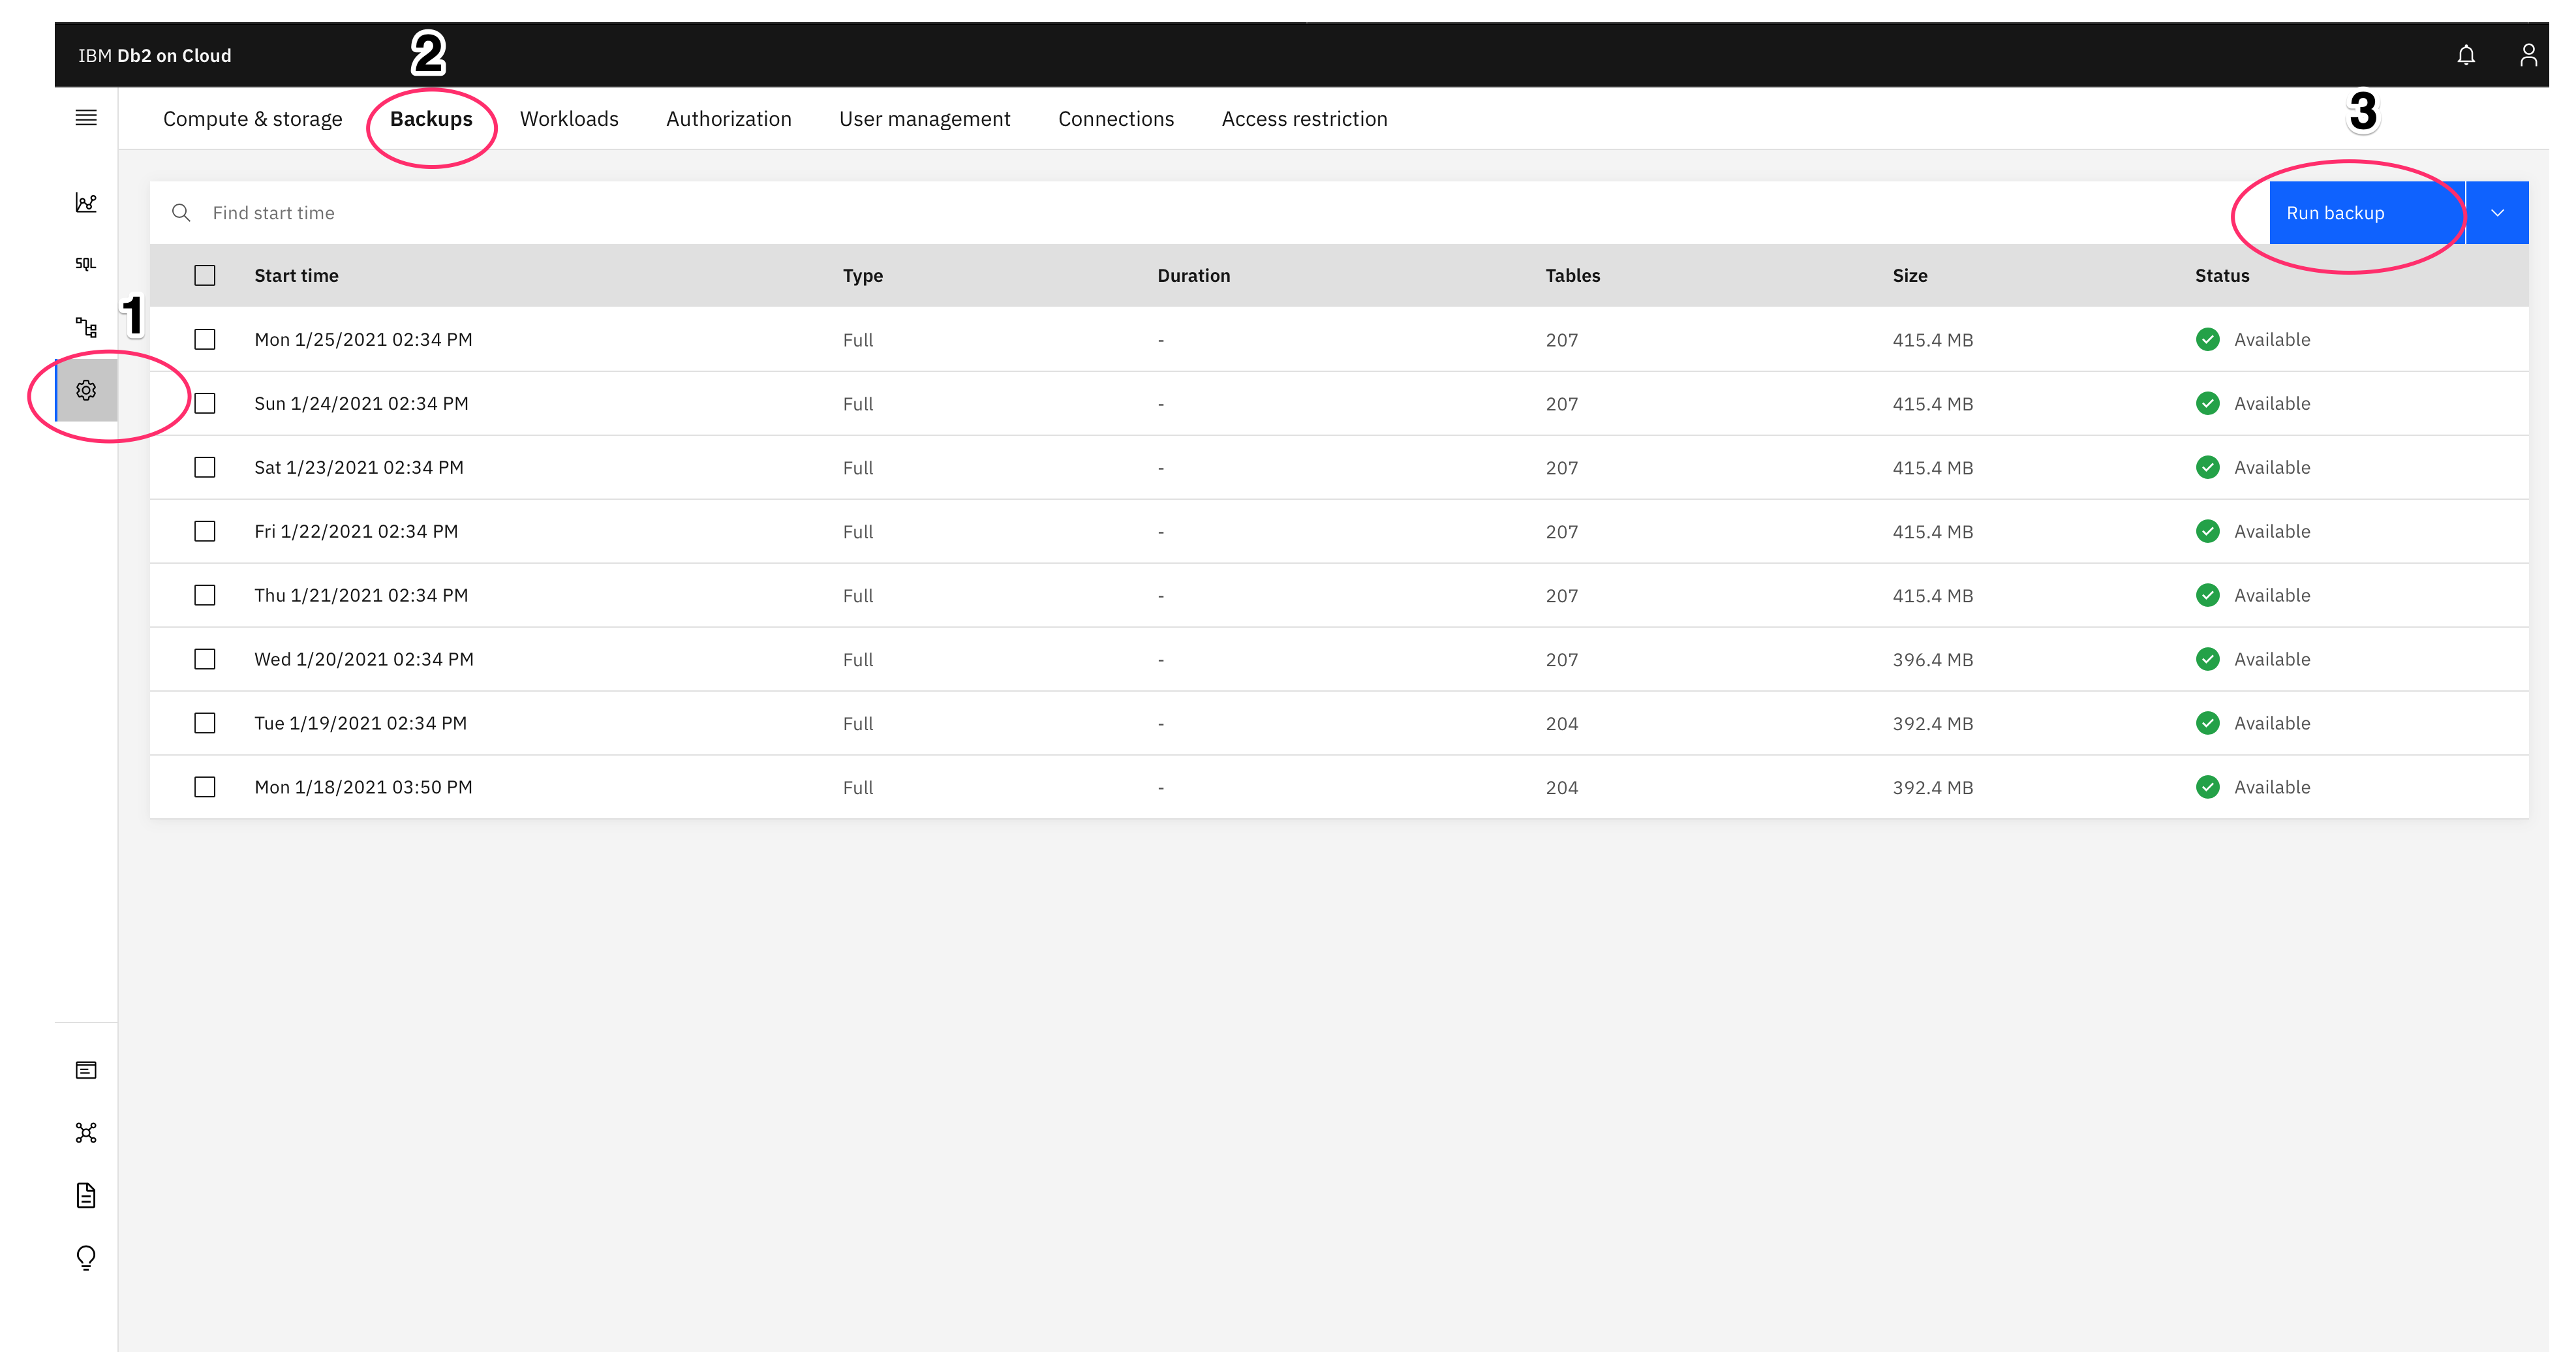 IBM Db2 on Cloud
2
Compute & storage Backups Workloads Authorization User management Connections Access restriction
3
Find start time
Run backup
SQL
Start time Type Duration Tables Size Status
1
Mon 1/25/2021 02:34 PM Full - 207 415.4 MB Available
Sun 1/24/2021 02:34 PM Full - 207 415.4 MB Available
Sat 1/23/2021 02:34 PM Full - 207 415.4 MB Available
Fri 1/22/2021 02:34 PM Full - 207 415.4 MB Available
Thu 1/21/2021 02:34 PM Full - 207 415.4 MB Available
Wed 1/20/2021 02:34 PM Full - 207 396.4 MB Available
Tue 1/19/2021 02:34 PM Full - 204 392.4 MB Available
Mon 1/18/2021 03:50 PM Full - 204 392.4 MB Available